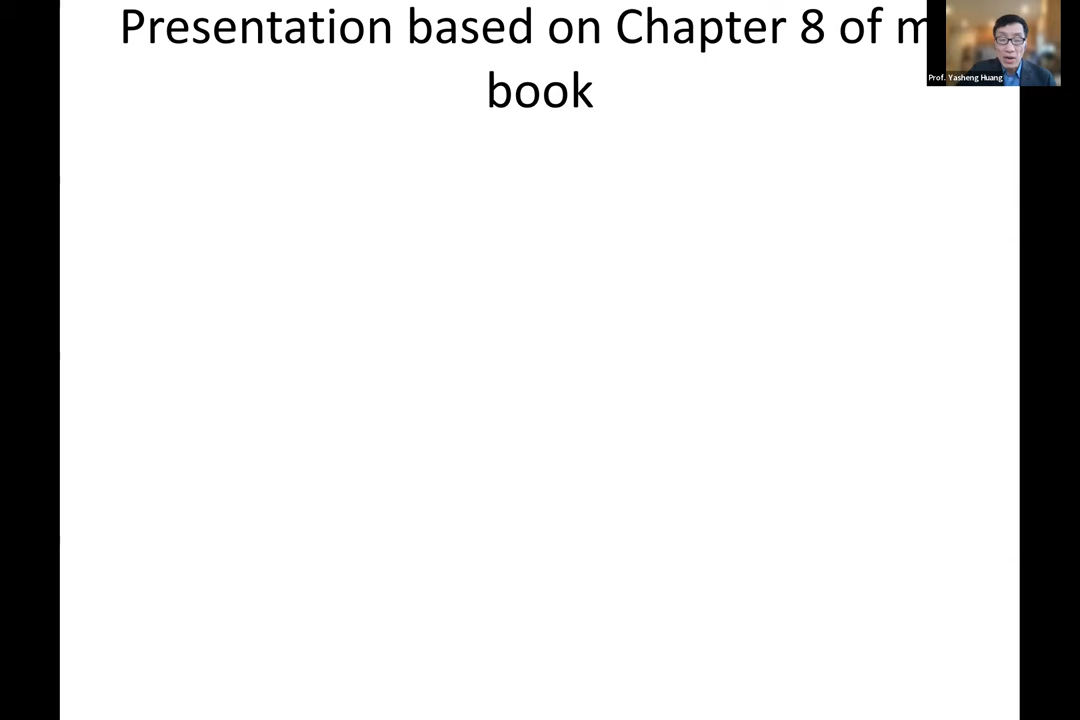 Presentation based on Chapter 8 of m
book
Prof. Yasheng Huang